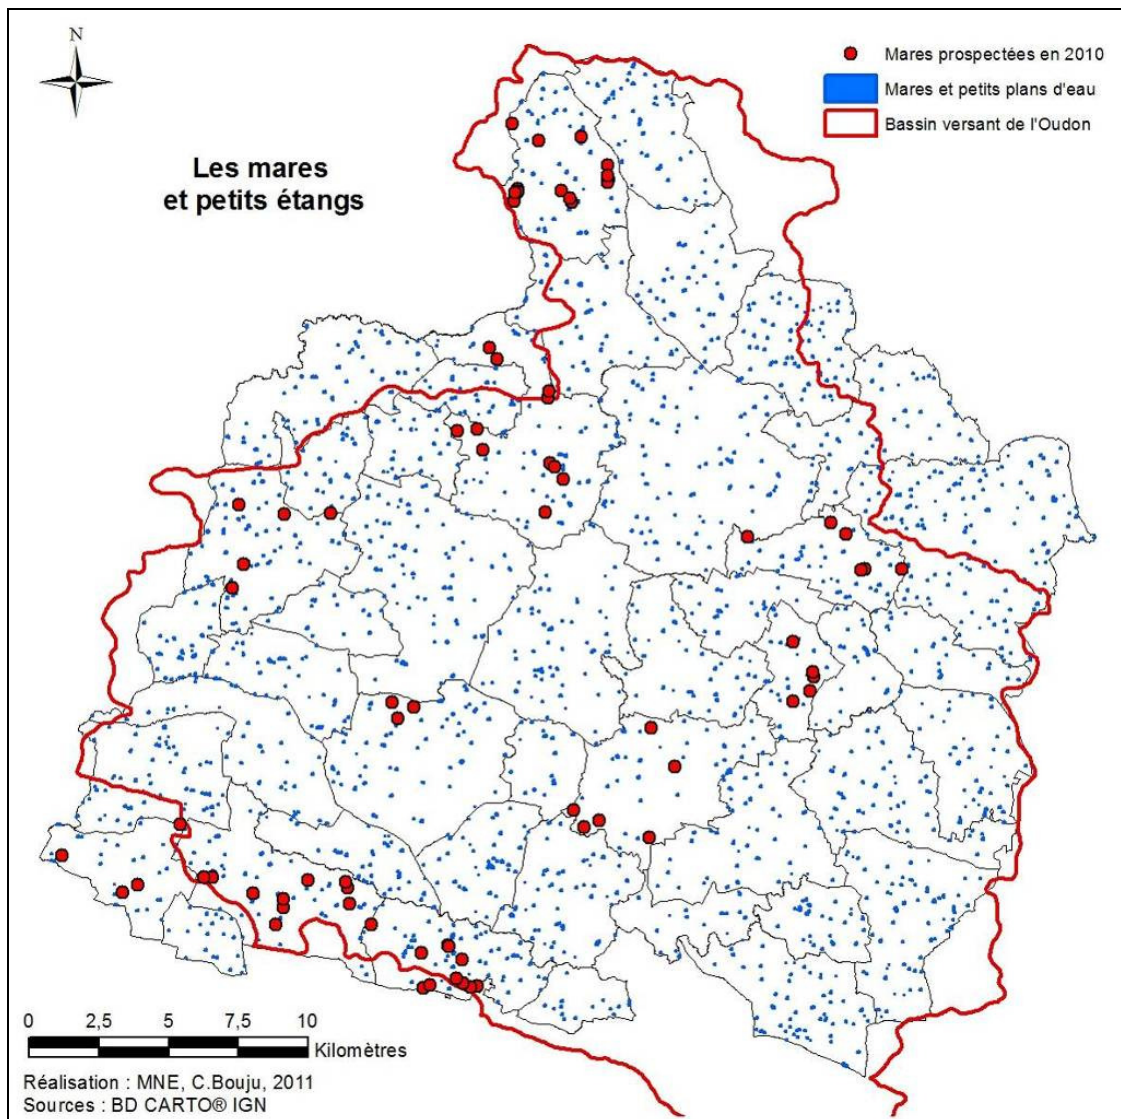 N
Mares prospectées en 2010
Mares et petits plans d'eau
Bassin versant de l'Oudon
Les mares
et petits étangs
0 2,5 5 7,5 10
Kilomètres
Réalisation : MNE, C.Bouju, 2011
Sources : BD CARTO® IGN